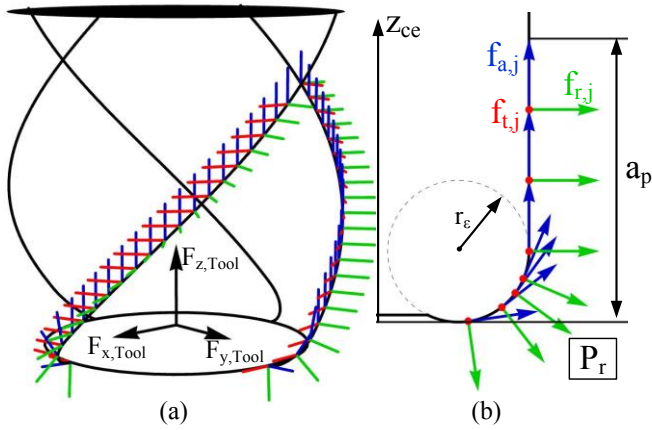 F_z,Tool
F_x,Tool
F_y,Tool
(a)
z_ce
f_a,j
f_r,j
f_t,j
a_p
r_ε
P_r
(b)